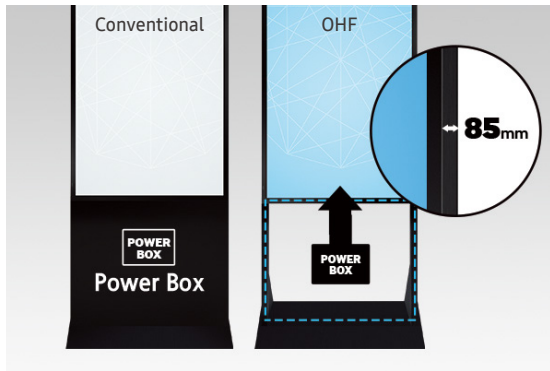 Conventional
OHF
85mm
POWER
BOX
Power Box
POWER
BOX